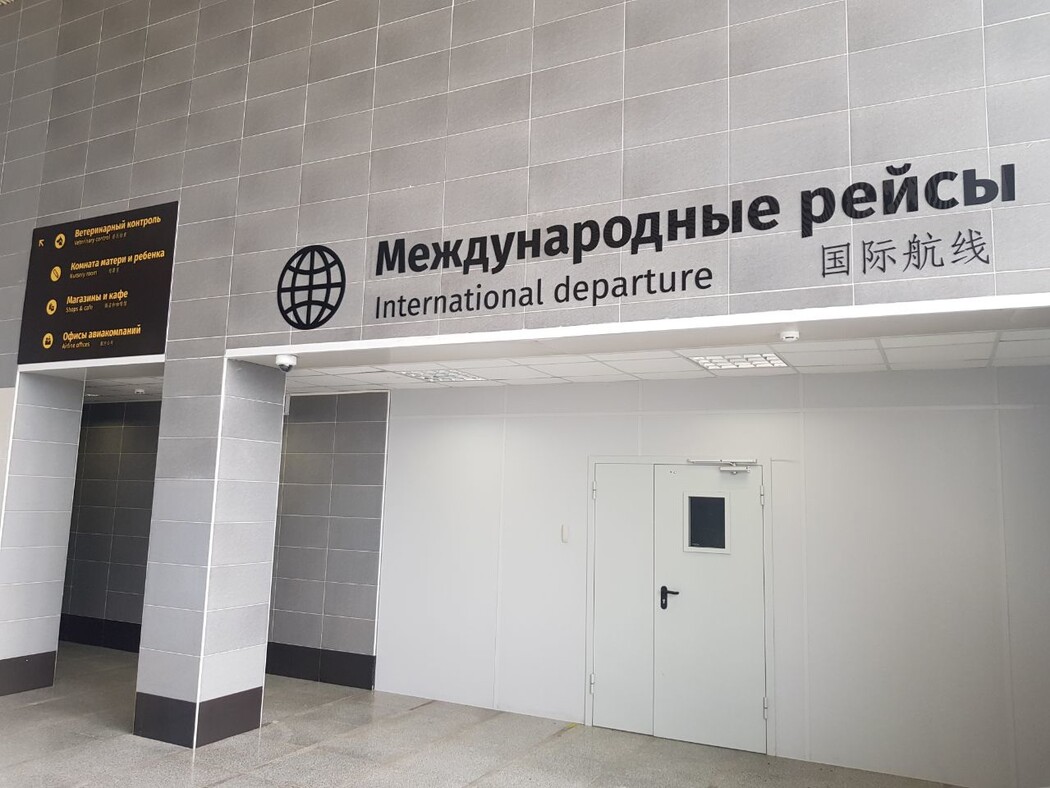 Ветеринарный контроль
Veterinary control
Комната матери и ребенка
Nursery room
Магазины и кафе
Shops & cafe
Офисы авиакомпаний
Airline offices
Международные рейсы
International departure
国际航线